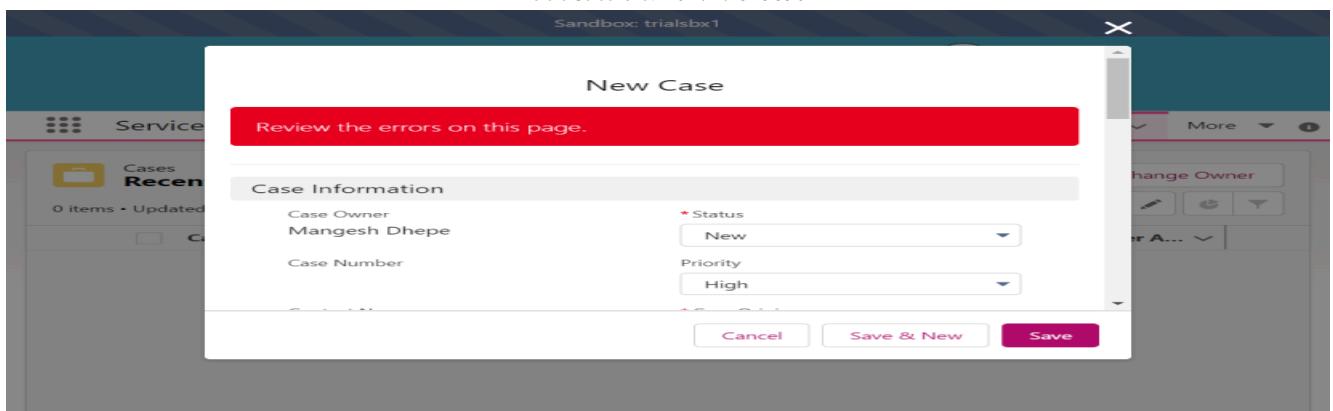 Sandbox: trialsbx1
New Case
Service
Review the errors on this page.
More
Cases
Recen
hange Owner
0 items • Updated
Case Information
Case Owner
* Status
Mangesh Dhepe
New
Case Number
Priority
High
Cancel
Save & New
Save